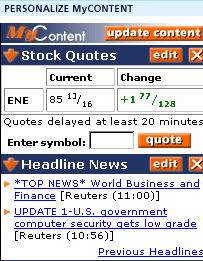 PERSONALIZE MyCONTENT
MyContent update content
Stock Quotes edit X
Current Change
ENE 85 13/16 +1 77/128
Quotes delayed at least 20 minutes
Enter symbol: quote
Headline News edit X
*TOP NEWS* World Business and
Finance [Reuters (11:00)]
UPDATE 1-U.S. government
computer security gets low grade
[Reuters (10:56)]
Previous Headlines